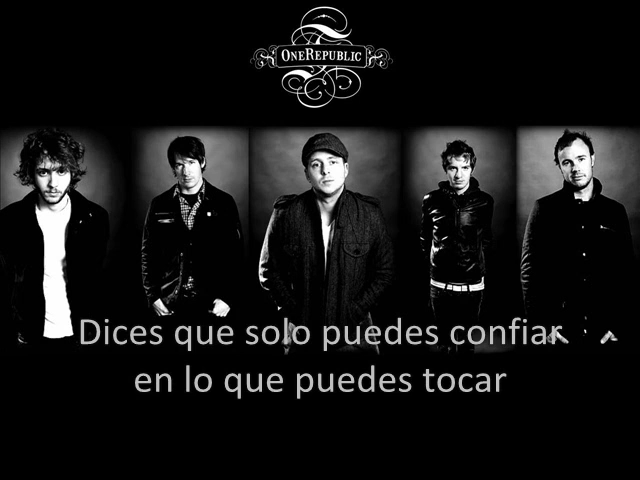 OneRepublic
Dices que solo puedes confiar
en lo que puedes tocar